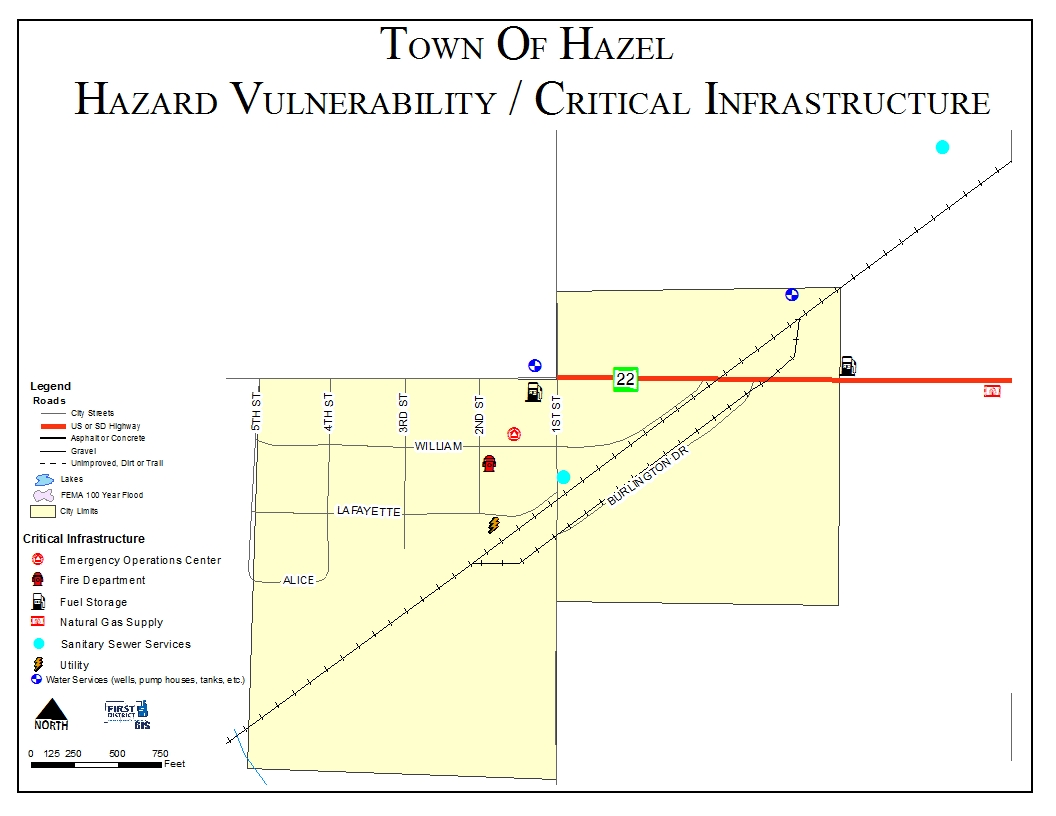 TOWN OF HAZEL
HAZARD VULNERABILITY / CRITICAL INFRASTRUCTURE
22
5TH ST
4TH ST
3RD ST
2ND ST
1ST ST
WILLIAM
BURLINGTON DR
LAFAYETTE
ALICE
Legend
Roads
City Streets
US or SD Highway
Asphalt or Concrete
Gravel
Unimproved, Dirt or Trail
Lakes
FEMA 100 Year Flood
City Limits
Critical Infrastructure
Emergency Operations Center
Fire Department
Fuel Storage
Natural Gas Supply
Sanitary Sewer Services
Utility
Water Services (wells, pump houses, tanks, etc.)
NORTH
FIRST
DISTRICT
GIS
0 125 250 500 750
Feet